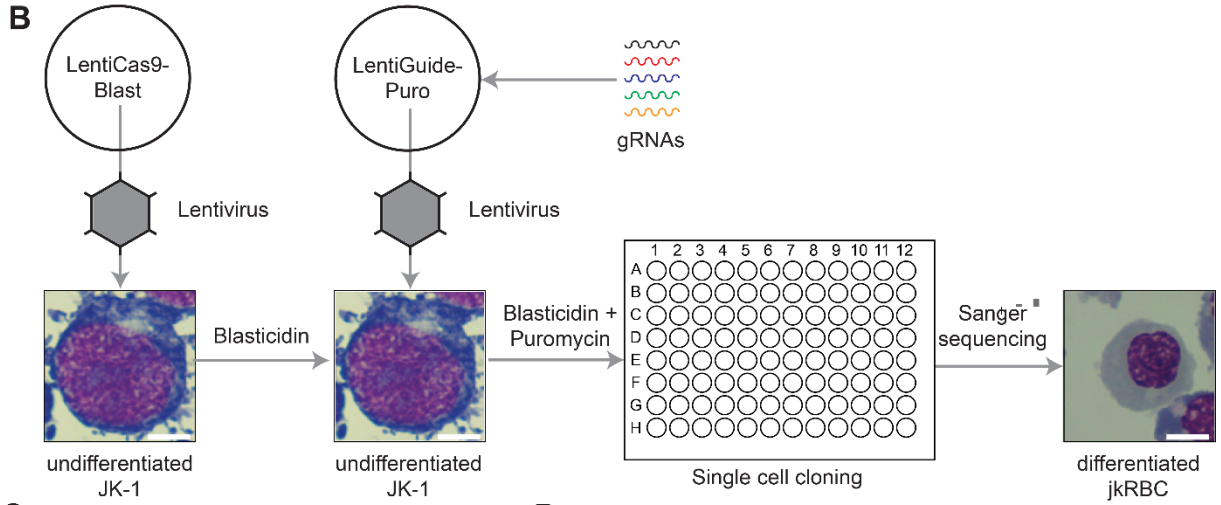 B
LentiCas9-
Blast
LentiGuide-
Puro
gRNAs
Lentivirus
Lentivirus
Blasticidin
Blasticidin +
Puromycin
1 2 3 4 5 6 7 8 9 10 11 12
A
B
C
D
E
F
G
H
Sanger
sequencing
undifferentiated
JK-1
undifferentiated
JK-1
Single cell cloning
differentiated
jkRBC